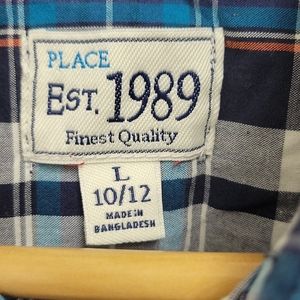 PLACE
EST. 1989
Finest Quality
L
10/12
MADE IN
BANGLADESH